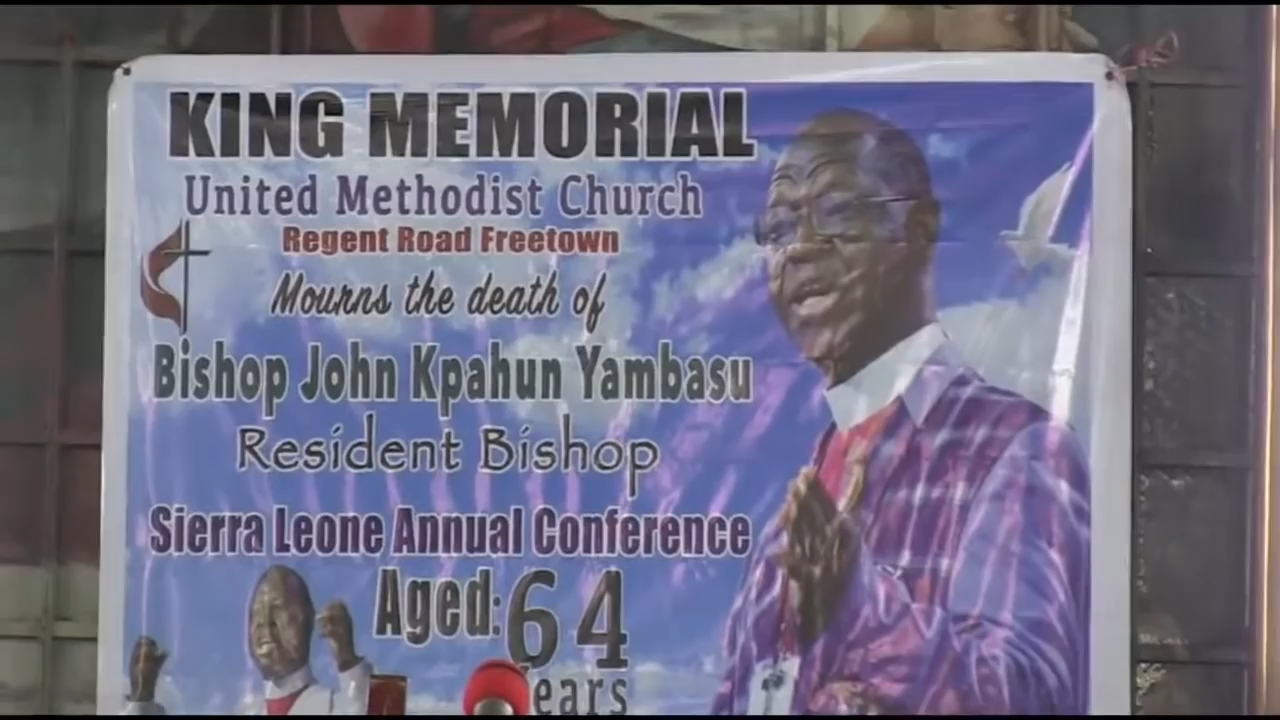 KING MEMORIAL
United Methodist Church
Regent Road Freetown
Mourns the death of
Bishop John Kpahun Yambasu
Resident Bishop
Sierra Leone Annual Conference
Aged: 64
ears